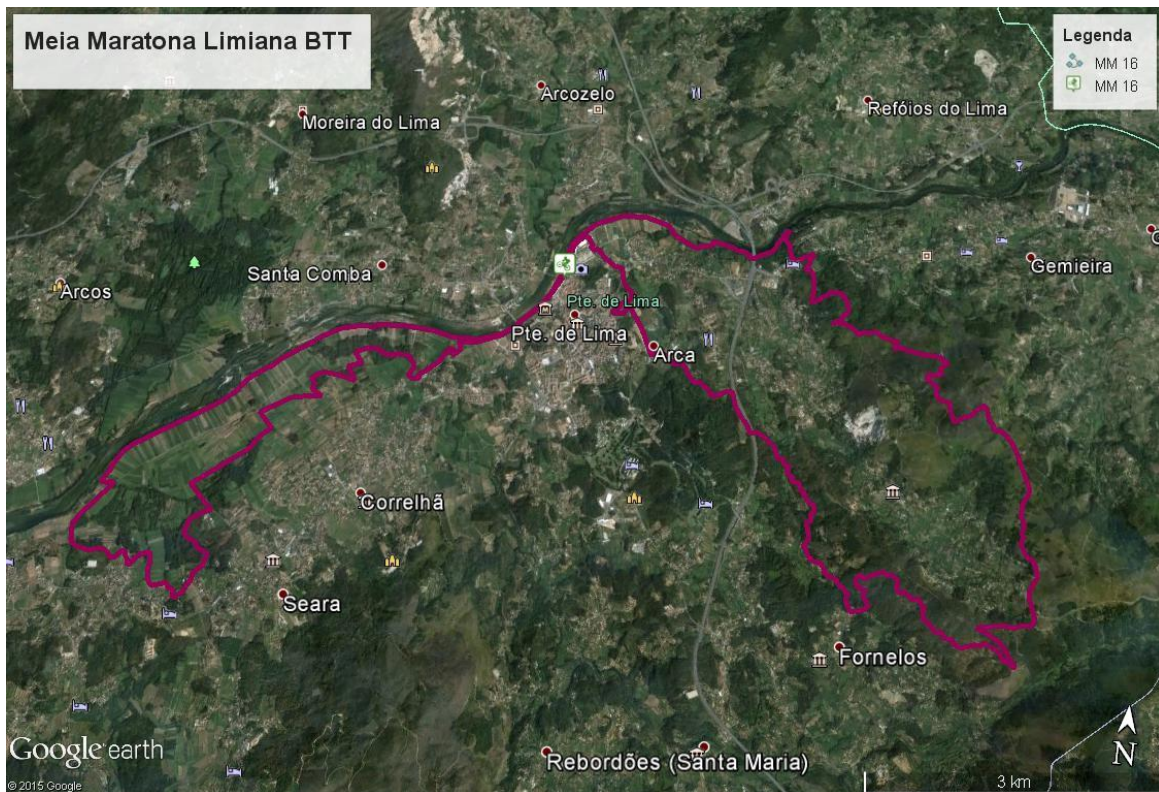 Meia Maratona Limiana BTT
Legenda
MM 16
MM 16
Arcozelo
Moreira do Lima
Refóios do Lima
Santa Comba
Gemieira
Arcos
Pte. de Lima
Pte. de Lima
Arca
Correlhã
Seara
Fornelos
Rebordões (Santa Maria)
Google earth
N
© 2015 Google
3 km